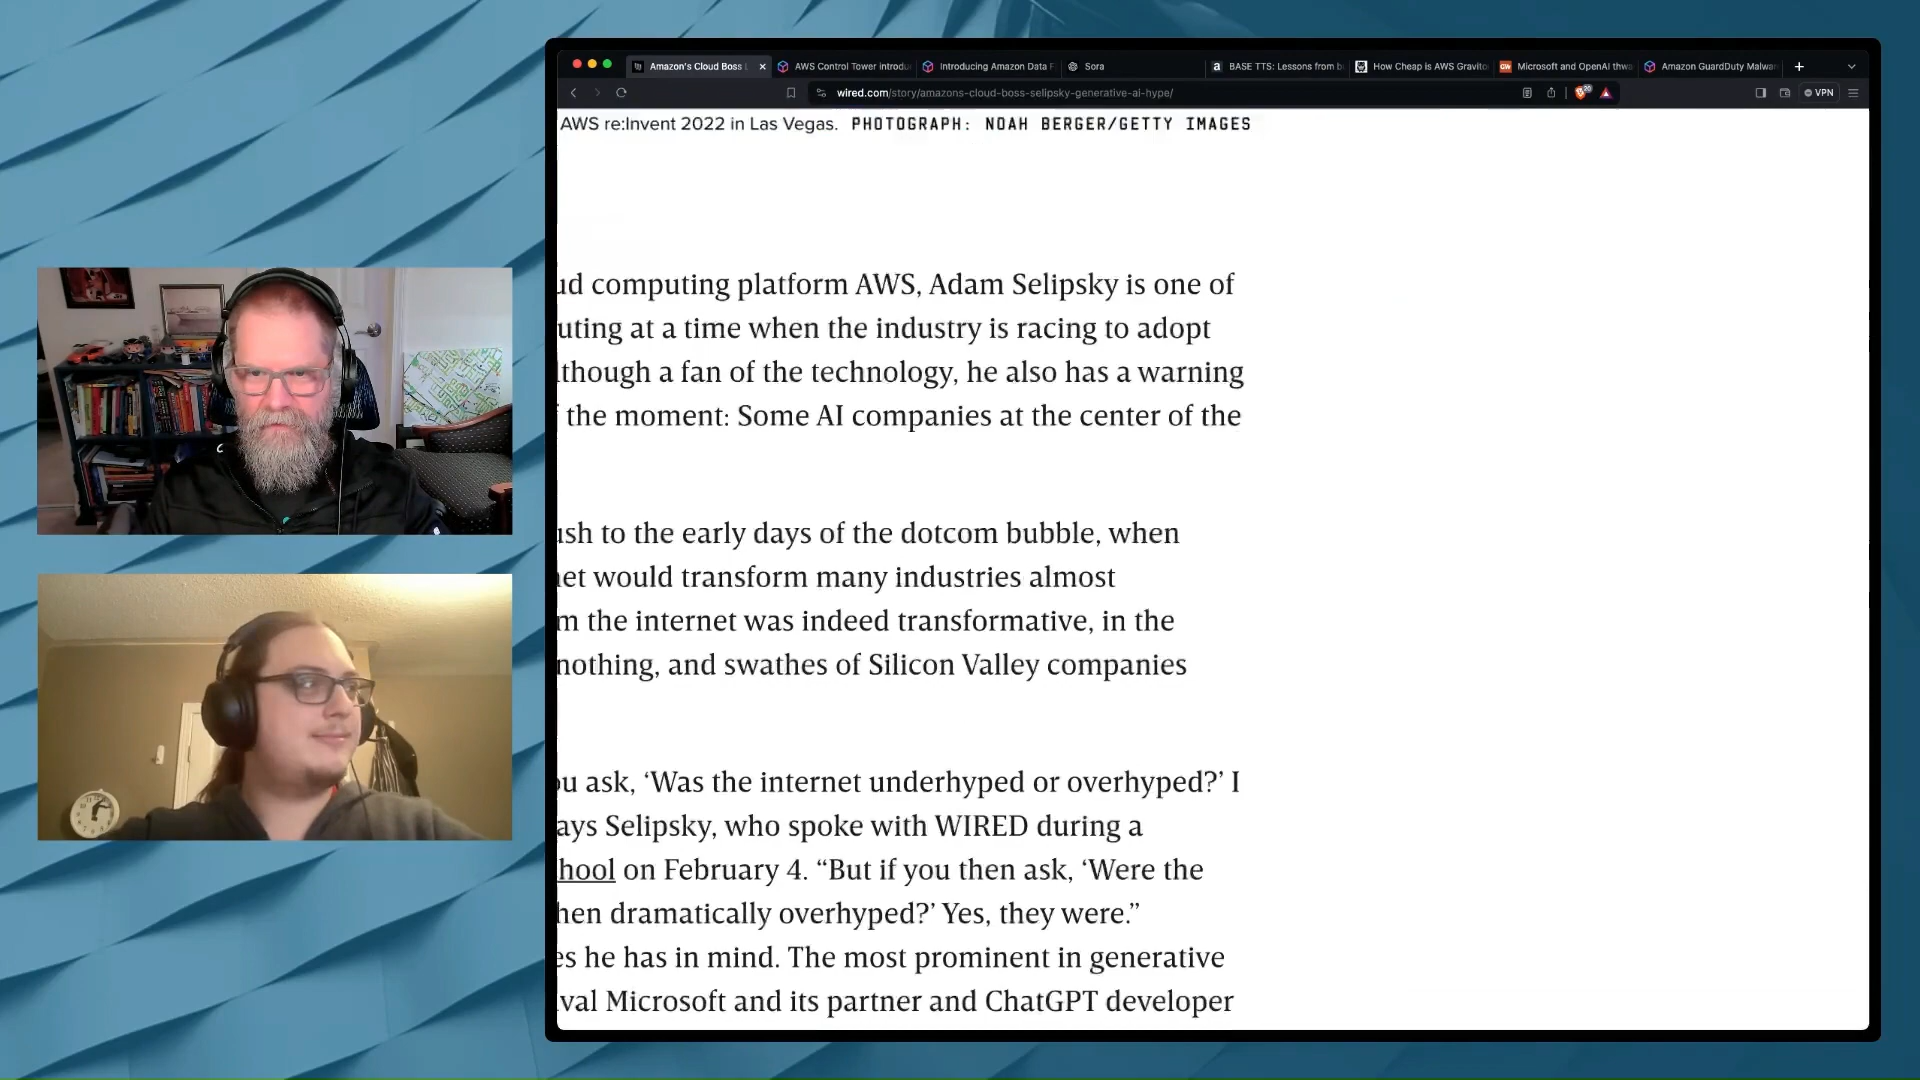 Amazon's Cloud Boss L
AWS Control Tower introdu
Introducing Amazon Data F
Sora
BASE TTS: Lessons from b
How Cheap is AWS Gravito
Microsoft and OpenAI thwa
Amazon GuardDuty Malwar
wired.com/story/amazons-cloud-boss-selipsky-generative-ai-hype/
VPN
AWS re:Invent 2022 in Las Vegas. PHOTOGRAPH: NOAH BERGER/GETTY IMAGES
ud computing platform AWS, Adam Selipsky is one of
uting at a time when the industry is racing to adopt
lthough a fan of the technology, he also has a warning
f the moment: Some AI companies at the center of the
ush to the early days of the dotcom bubble, when
net would transform many industries almost
m the internet was indeed transformative, in the
nothing, and swathes of Silicon Valley companies
ou ask, ‘Was the internet underhyped or overhyped?’ I
ays Selipsky, who spoke with WIRED during a
hool on February 4. “But if you then ask, ‘Were the
hen dramatically overhyped?’ Yes, they were.”
es he has in mind. The most prominent in generative
val Microsoft and its partner and ChatGPT developer